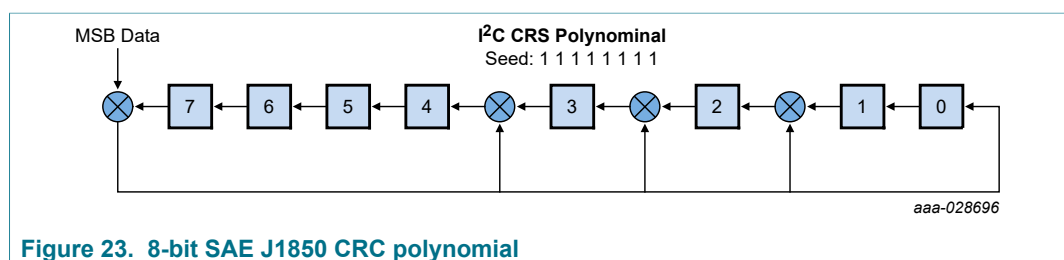 MSB Data
I²C CRS Polynominal
Seed: 1 1 1 1 1 1 1 1
7 6 5 4 3 2 1 0
aaa-028696
Figure 23. 8-bit SAE J1850 CRC polynomial